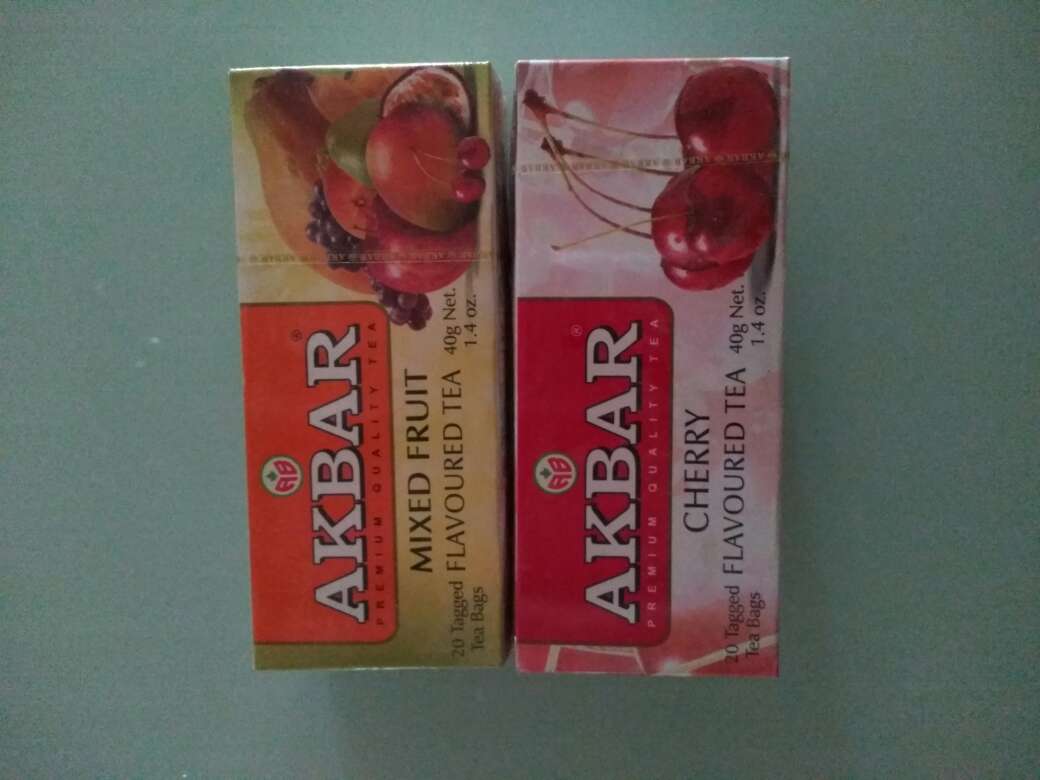 AKBAR®
PREMIUM QUALITY TEA
MIXED FRUIT
20 Tagged FLAVOURED TEA 40g Net.
Tea Bags 1.4 oz.
AKBAR®
PREMIUM QUALITY TEA
CHERRY
20 Tagged FLAVOURED TEA 40g Net.
Tea Bags 1.4 oz.